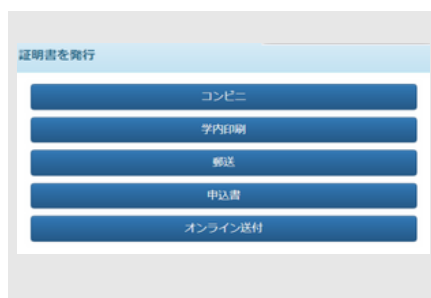 証明書を発行
コンビニ
学内印刷
郵送
申込書
オンライン送付